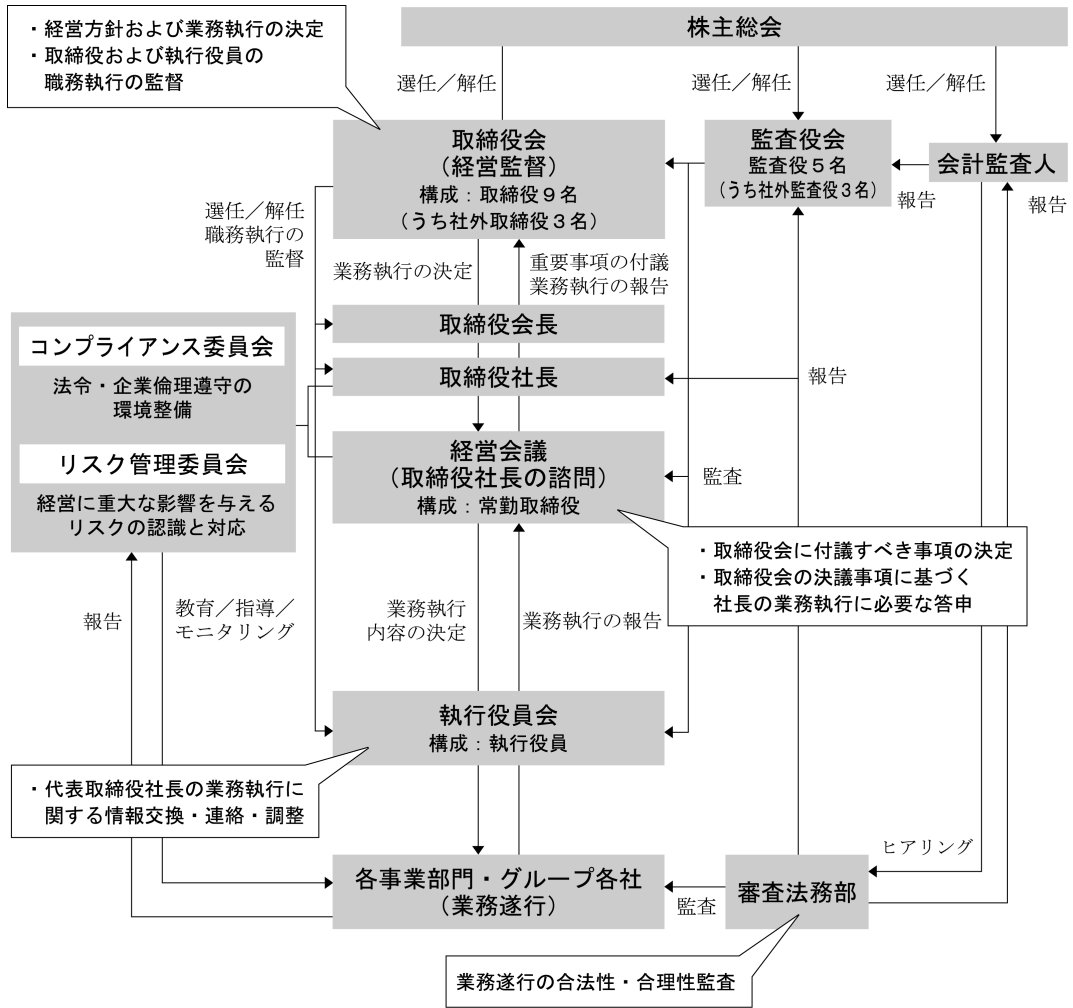 ・経営方針および業務執行の決定
・取締役および執行役員の
職務執行の監督
株主総会
選任／解任
選任／解任
選任／解任
取締役会
（経営監督）
構成：取締役９名
（うち社外取締役３名）
監査役会
監査役５名
（うち社外監査役３名）
会計監査人
報告
報告
選任／解任
職務執行の
監督
業務執行の決定
重要事項の付議
業務執行の報告
取締役会長
コンプライアンス委員会
法令・企業倫理遵守の
環境整備
取締役社長
報告
リスク管理委員会
経営に重大な影響を与える
リスクの認識と対応
経営会議
（取締役社長の諮問）
構成：常勤取締役
監査
・取締役会に付議すべき事項の決定
・取締役会の決議事項に基づく
社長の業務執行に必要な答申
報告
教育／指導／
モニタリング
業務執行
内容の決定
業務執行の報告
執行役員会
構成：執行役員
・代表取締役社長の業務執行に
関する情報交換・連絡・調整
ヒアリング
各事業部門・グループ各社
（業務遂行）
監査
審査法務部
業務遂行の合法性・合理性監査